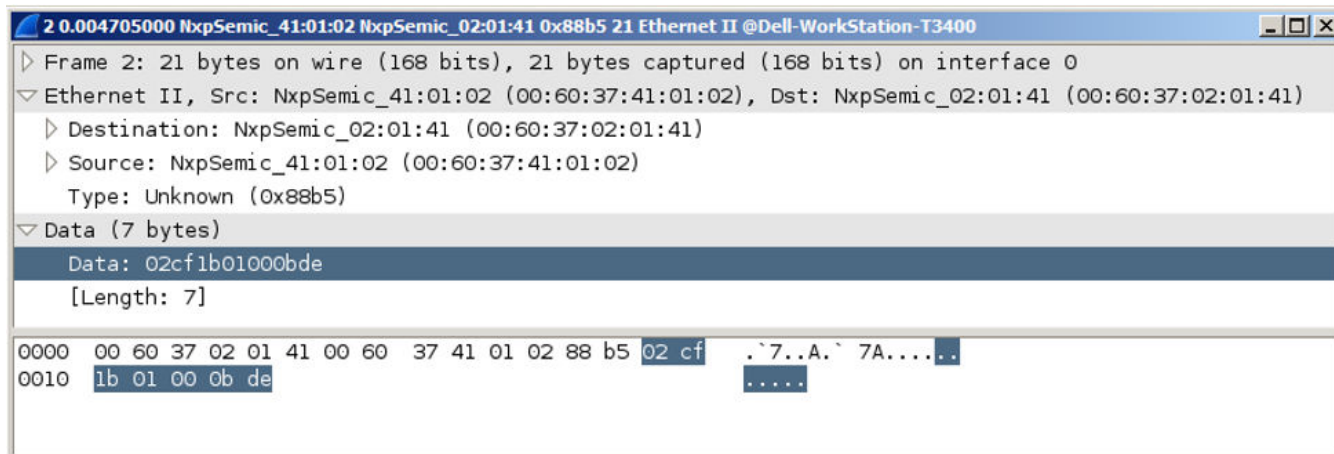 2 0.004705000 NxpSemic_41:01:02 NxpSemic_02:01:41 0x88b5 21 Ethernet II @Dell-WorkStation-T3400
Frame 2: 21 bytes on wire (168 bits), 21 bytes captured (168 bits) on interface 0
Ethernet II, Src: NxpSemic_41:01:02 (00:60:37:41:01:02), Dst: NxpSemic_02:01:41 (00:60:37:02:01:41)
Destination: NxpSemic_02:01:41 (00:60:37:02:01:41)
Source: NxpSemic_41:01:02 (00:60:37:41:01:02)
Type: Unknown (0x88b5)
Data (7 bytes)
Data: 02cf1b01000bde
[Length: 7]
0000  00 60 37 02 01 41 00 60  37 41 01 02 88 b5 02 cf   .`7..A.` 7A......
0010  1b 01 00 0b de   .....